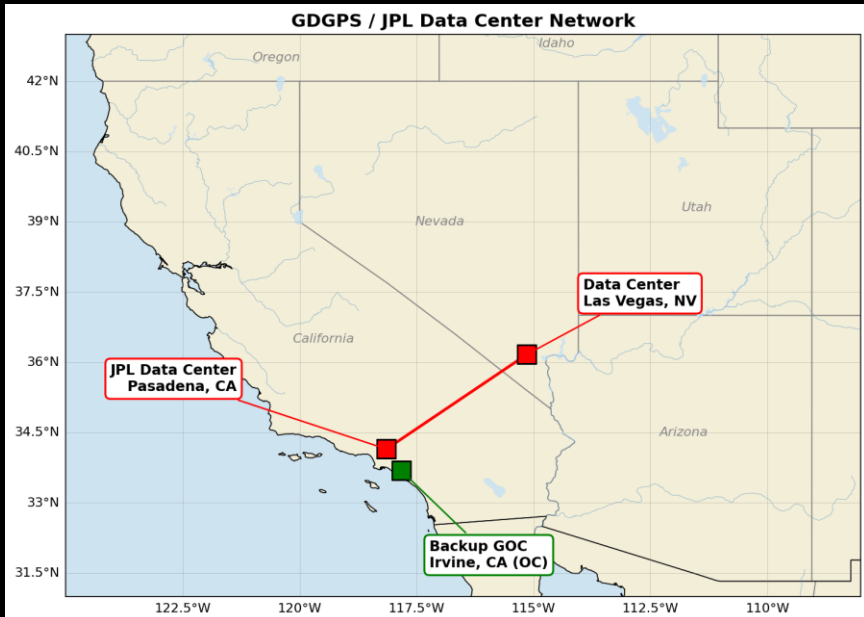 GDGPS / JPL Data Center Network
Oregon
Idaho
42°N
40.5°N
39°N
37.5°N
36°N
34.5°N
33°N
31.5°N
Nevada
Utah
California
Arizona
Data Center
Las Vegas, NV
JPL Data Center
Pasadena, CA
Backup GOC
Irvine, CA (OC)
122.5°W
120°W
117.5°W
115°W
112.5°W
110°W